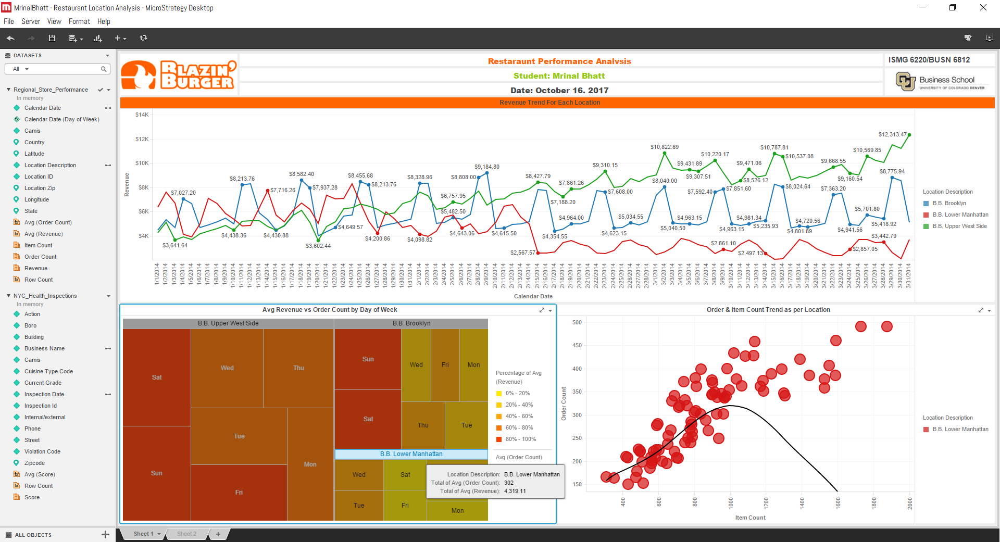 MrinalBhatt - Restaurant Location Analysis - MicroStrategy Desktop
File Server View Format Help
DATASETS
All
Regional_Store_Performance
In memory
Calendar Date
Calendar Date (Day of Week)
Camis
Country
Latitude
Location Description
Location ID
Location Zip
Longitude
State
Avg (Order Count)
Avg (Revenue)
Item Count
Order Count
Revenue
Row Count
NYC_Health_Inspections
In memory
Action
Boro
Building
Business Name
Camis
Cuisine Type Code
Current Grade
Inspection Date
Inspection Id
Internal/external
Phone
Street
Violation Code
Zipcode
Avg (Score)
Row Count
Score
ALL OBJECTS
BLAZIN' BURGER
Restaraunt Performance Analvsis
Student: Mrinal Bhatt
Date: October 16. 2017
ISMG 6220/BUSN 6812
CU
Business School
UNIVERSITY OF COLORADO DENVER
Revenue Trend For Each Location
Revenue
$14K
$12K
$10K
$8K
$6K
$4K
$7,027.20
$3,641.64
$8,213.76
$4,438.36
$7,716.26
$4,430.88
$8,582.40
$7,937.28
$3,602.44
$4,649.57
$8,455.68
$8,213.76
$4,200.86
$8,328.96
$4,098.82
$6,757.95
$5,482.50
$4,643.06
$8,808.00
$9,184.80
$4,615.50
$8,427.79
$2,567.57
$4,354.55
$7,188.20
$7,861.26
$4,964.00
$9,310.15
$7,608.00
$4,623.15
$5,034.55
$10,822.69
$8,040.00
$5,040.50
$9,431.89
$9,307.51
$4,963.15
$10,220.17
$7,592.40
$7,851.60
$2,861.10
$4,963.15
$8,526.12
$9,471.06
$4,981.34
$2,497.13
$5,235.93
$10,787.81
$10,537.08
$8,024.64
$4,801.89
$4,720.56
$9,668.55
$7,363.20
$9,160.54
$4,941.56
$2,857.05
$10,569.85
$5,701.80
$5,418.92
$3,442.79
$8,775.94
$12,313.47
1/1/2014 1/2/2014 1/3/2014 1/4/2014 1/5/2014 1/6/2014 1/7/2014 1/8/2014 1/9/2014 1/10/2014 1/11/2014 1/12/2014 1/13/2014 1/14/2014 1/15/2014 1/16/2014 1/17/2014 1/18/2014 1/19/2014 1/20/2014 1/21/2014 1/22/2014 1/23/2014 1/24/2014 1/25/2014 1/26/2014 1/27/2014 1/28/2014 1/29/2014 1/30/2014 1/31/2014 2/1/2014 2/2/2014 2/3/2014 2/4/2014 2/5/2014 2/6/2014 2/7/2014 2/8/2014 2/9/2014 2/10/2014 2/11/2014 2/12/2014 2/13/2014 2/14/2014 2/15/2014 2/16/2014 2/17/2014 2/18/2014 2/19/2014 2/20/2014 2/21/2014 2/22/2014 2/23/2014 2/24/2014 2/25/2014 2/26/2014 2/27/2014 2/28/2014 3/1/2014 3/2/2014 3/3/2014 3/4/2014 3/5/2014 3/6/2014 3/7/2014 3/8/2014 3/9/2014 3/10/2014 3/11/2014 3/12/2014 3/13/2014 3/14/2014 3/15/2014 3/16/2014 3/17/2014 3/18/2014 3/19/2014 3/20/2014 3/21/2014 3/22/2014 3/23/2014 3/24/2014 3/25/2014 3/26/2014 3/27/2014 3/28/2014 3/29/2014 3/30/2014 3/31/2014
Calendar Date
Location Description
B.B. Brooklyn
B.B. Lower Manhattan
B.B. Upper West Side
Avg Revenue vs Order Count by Day of Week
B.B. Upper West Side
Sat
Sun
Wed
Thu
Tue
Fri
Mon
B.B. Brooklyn
Sun
Sat
Wed
Fri
Mon
Thu
Tue
B.B. Lower Manhattan
Wed
Sat
Tue
Fri
Mon
Location Description: B.B. Lower Manhattan
Total of Avg (Order Count): 302
Total of Avg (Revenue): 4,319.11
Percentage of Avg
(Revenue)
0% - 20%
20% - 40%
40% - 60%
60% - 80%
80% - 100%
Avg (Order Count)
Order & Item Count Trend as per Location
Order Count
500
450
400
350
300
250
200
150
400 600 800 1000 1200 1400 1600 1800 2000
Item Count
Location Description
B.B. Lower Manhattan
Sheet 1
Sheet 2